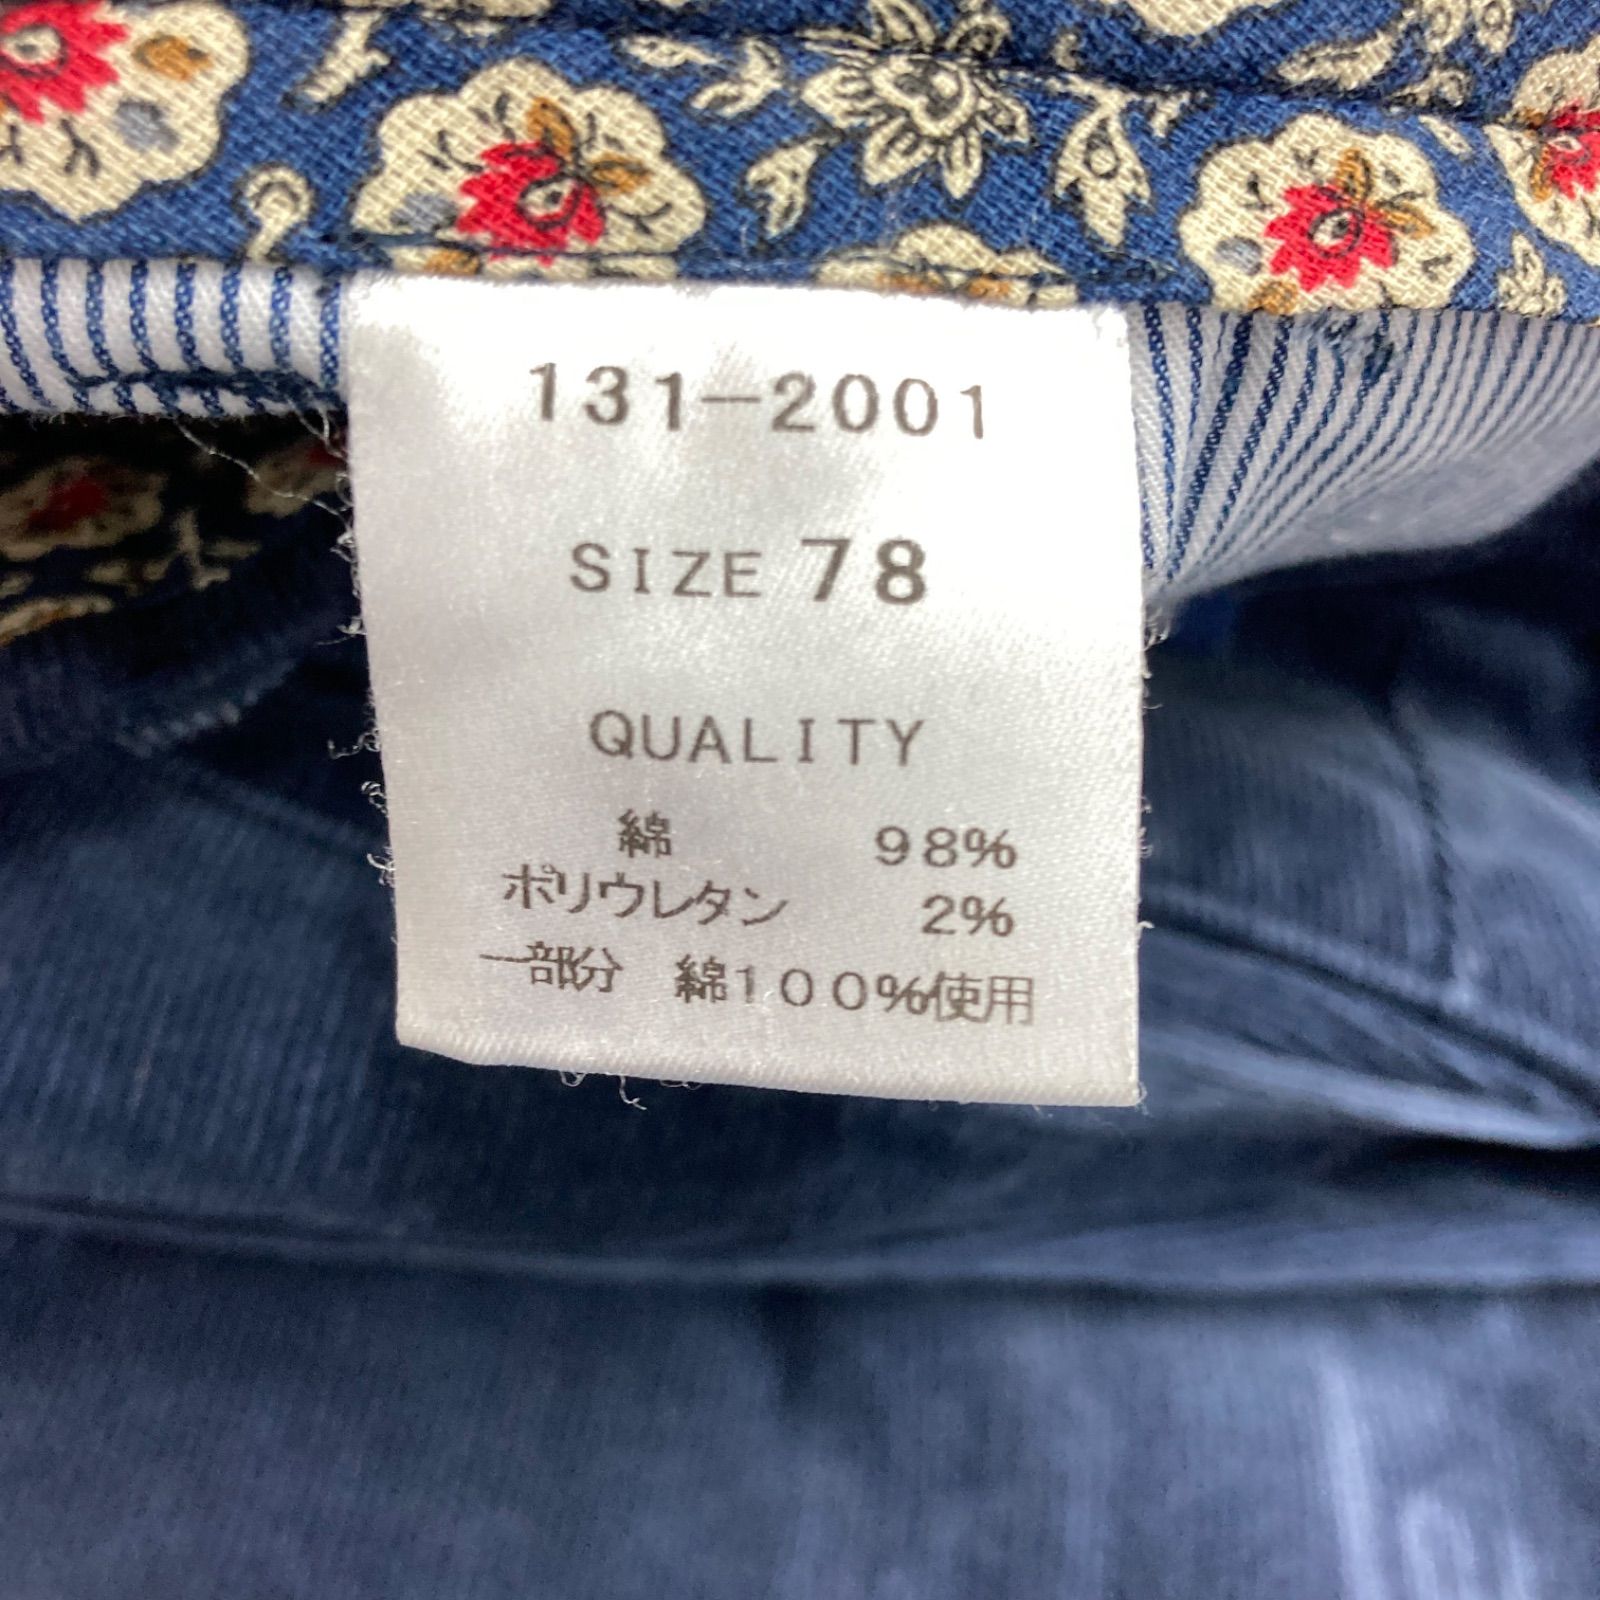 131-2001
SIZE 78
QUALITY
綿 98%
ポリウレタン 2%
一部分 綿100%使用